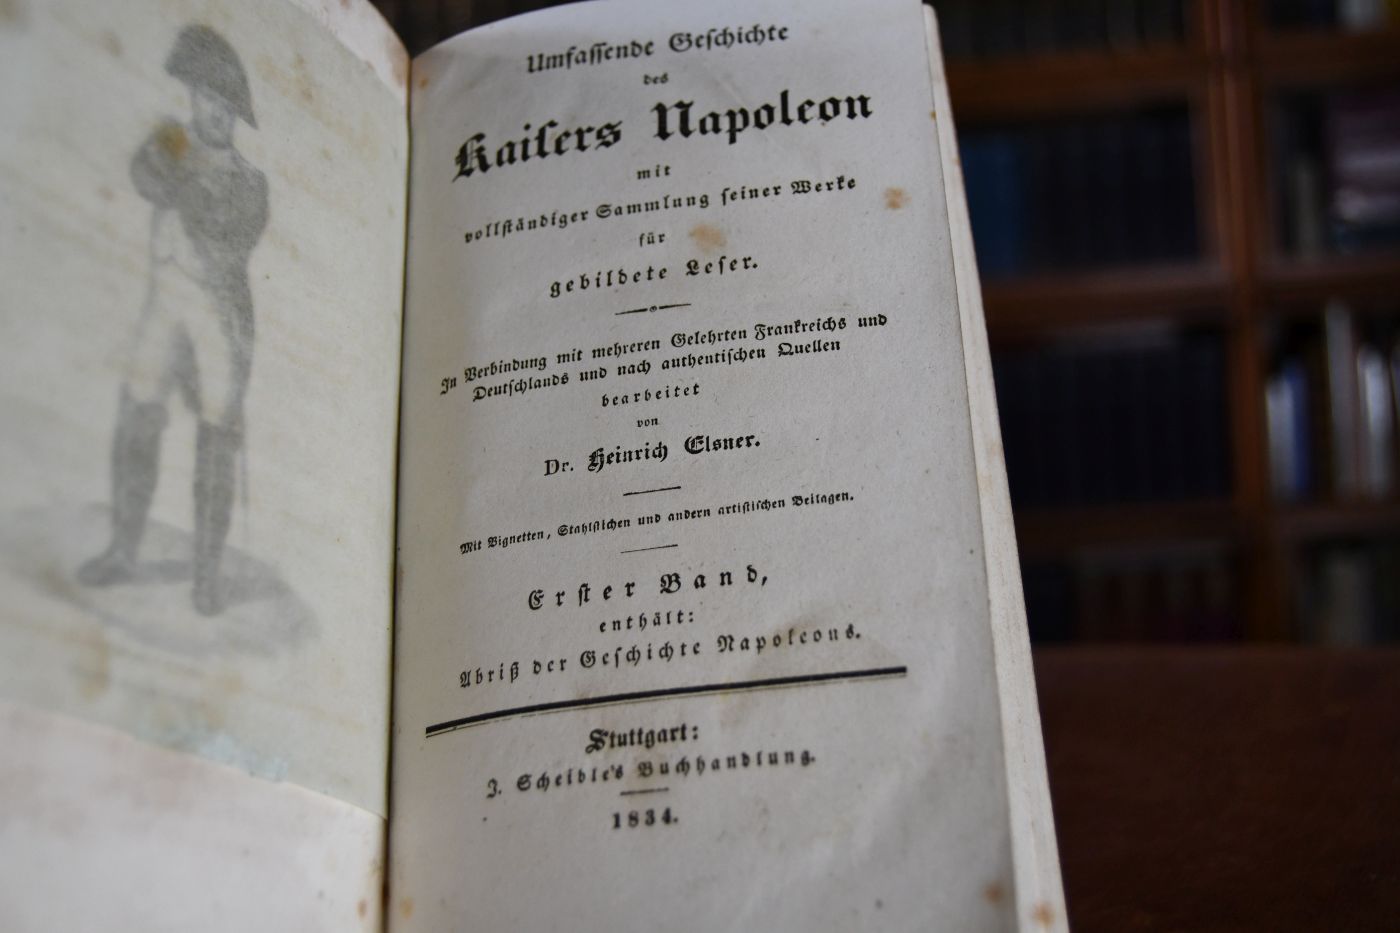 Umfassende Geschichte
des
Kaisers Napoleon
mit
vollständiger Sammlung seiner Werke
für
gebildete Leser.
In Verbindung mit mehreren Gelehrten Frankreichs und
Deutschlands und nach authentischen Quellen
bearbeitet
von
Dr. Heinrich Elsner.
Mit Vignetten, Stahlstichen und andern artistischen Beilagen.
Erster Band,
enthält:
Abriß der Geschichte Napoleons.
Stuttgart:
J. Scheible's Buchhandlung.
1834.